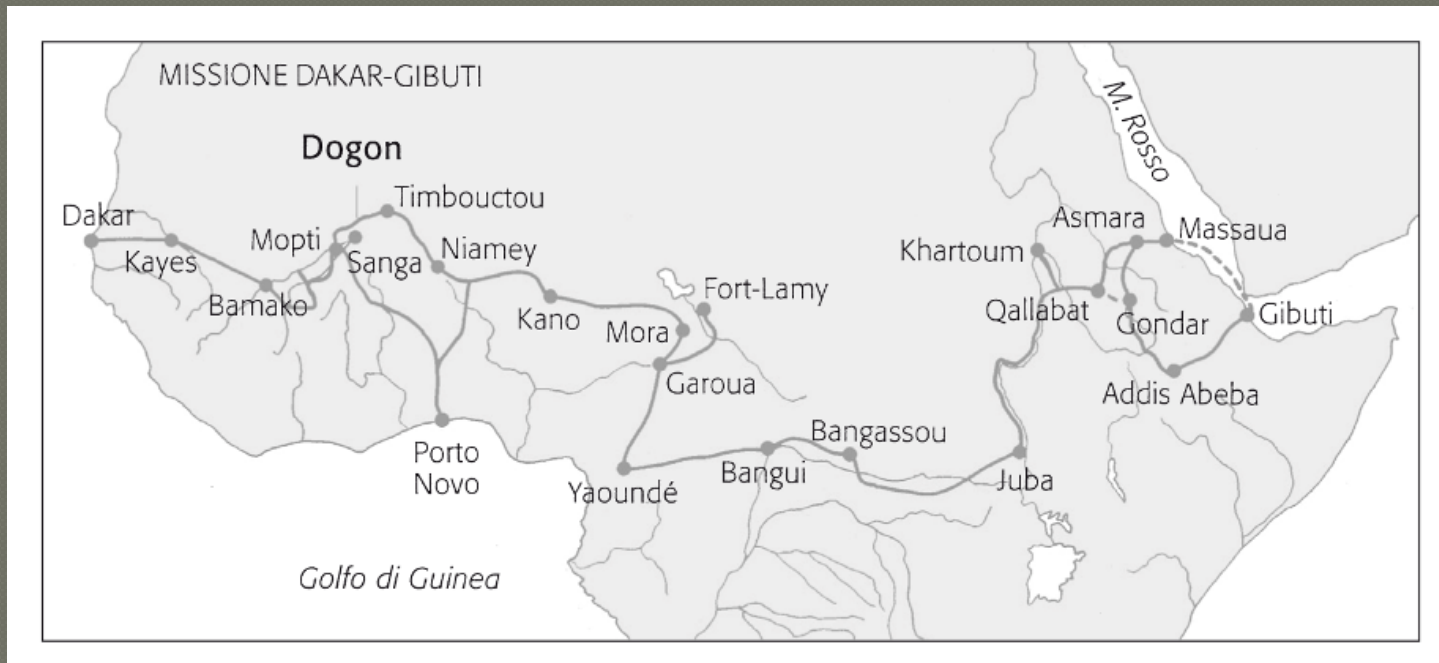 MISSIONE DAKAR-GIBUTI
Dogon
Timbouctou
Dakar
Kayes
Mopti
Sanga
Niamey
Bamako
Kano
Mora
Fort-Lamy
Garoua
Porto
Novo
Yaoundé
Bangui
Bangassou
Juba
Khartoum
Qallabat
Gondar
Asmara
Massaua
M. ROSSO
Gibuti
Addis Abeba
Golfo di Guinea